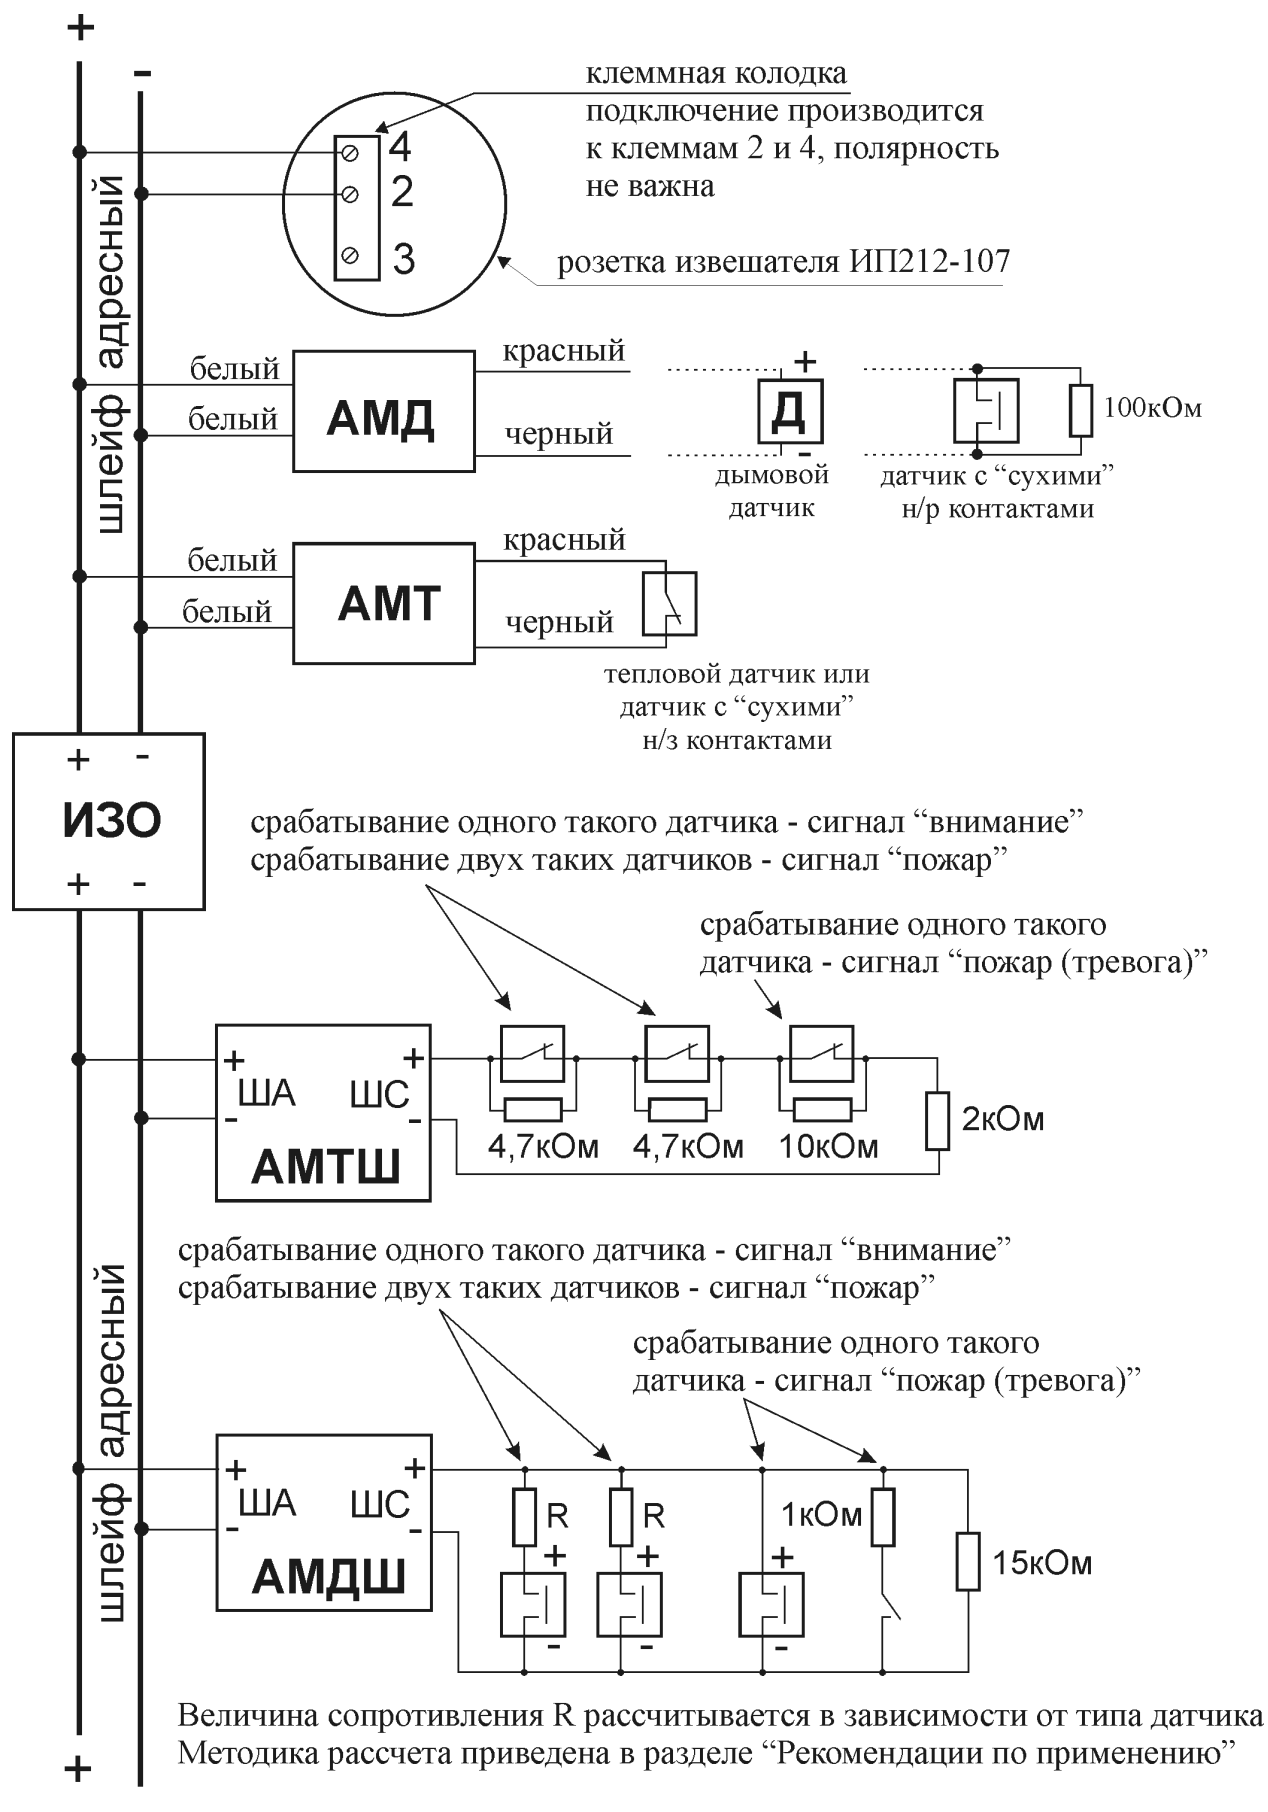 +
-
клеммная колодка
подключение производится
к клеммам 2 и 4, полярность
не важна
4
2
3
розетка извешателя ИП212-107
шлейф адресный
белый
белый
АМД
красный
черный
+
Д
-
дымовой
датчик
100кОм
датчик с “сухими”
н/р контактами
белый
белый
АМТ
красный
черный
тепловой датчик или
датчик с “сухими”
н/з контактами
+ -
ИЗО
+ -
срабатывание одного такого датчика - сигнал “внимание”
срабатывание двух таких датчиков - сигнал “пожар”
срабатывание одного такого
датчика - сигнал “пожар (тревога)”
+ +
ША ШС
- -
АМТШ
4,7кОм 4,7кОм 10кОм
2кОм
срабатывание одного такого датчика - сигнал “внимание”
срабатывание двух таких датчиков - сигнал “пожар”
срабатывание одного такого
датчика - сигнал “пожар (тревога)”
шлейф адресный
+ +
ША ШС
- -
АМДШ
R R 1кОм
+ + +
15кОм
- - -
Величина сопротивления R рассчитывается в зависимости от типа датчика
Методика рассчета приведена в разделе “Рекомендации по применению”
+